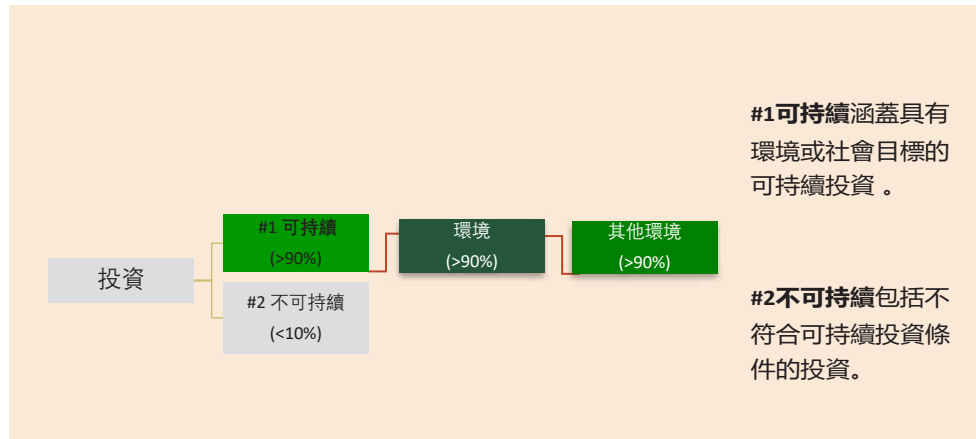 投資
#1 可持續
(>90%)
#2 不可持續
(<10%)
環境
(>90%)
其他環境
(>90%)
#1可持續涵蓋具有
環境或社會目標的
可持續投資 。
#2不可持續包括不
符合可持續投資條
件的投資。